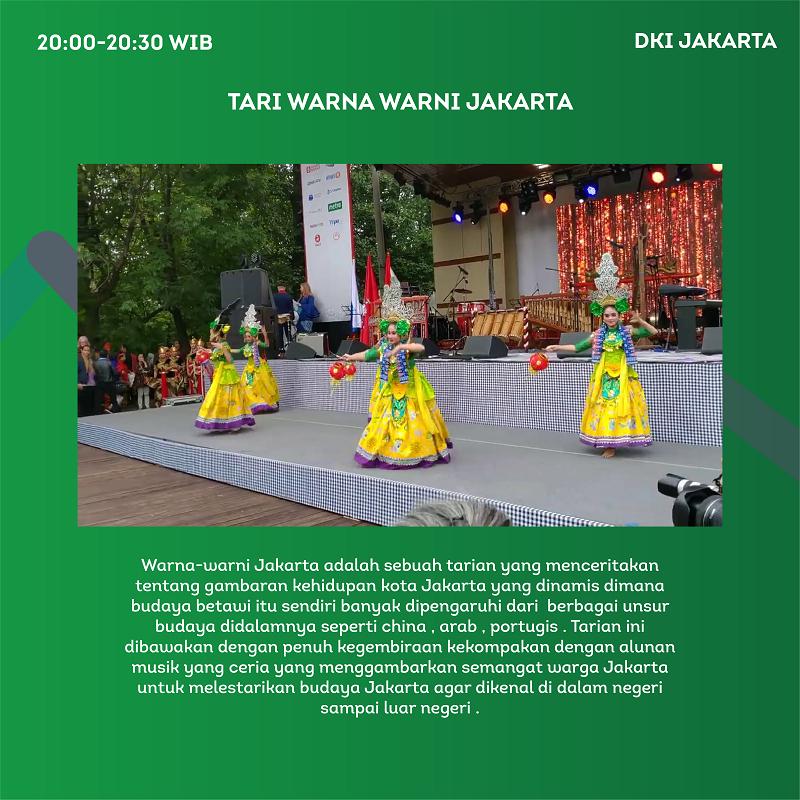 20:00-20:30 WIB
DKI JAKARTA
TARI WARNA WARNI JAKARTA
metro
Warna-warni Jakarta adalah sebuah tarian yang menceritakan
tentang gambaran kehidupan kota Jakarta yang dinamis dimana
budaya betawi itu sendiri banyak dipengaruhi dari  berbagai unsur
budaya didalamnya seperti china , arab , portugis . Tarian ini
dibawakan dengan penuh kegembiraan kekompakan dengan alunan
musik yang ceria yang menggambarkan semangat warga Jakarta
untuk melestarikan budaya Jakarta agar dikenal di dalam negeri
sampai luar negeri .